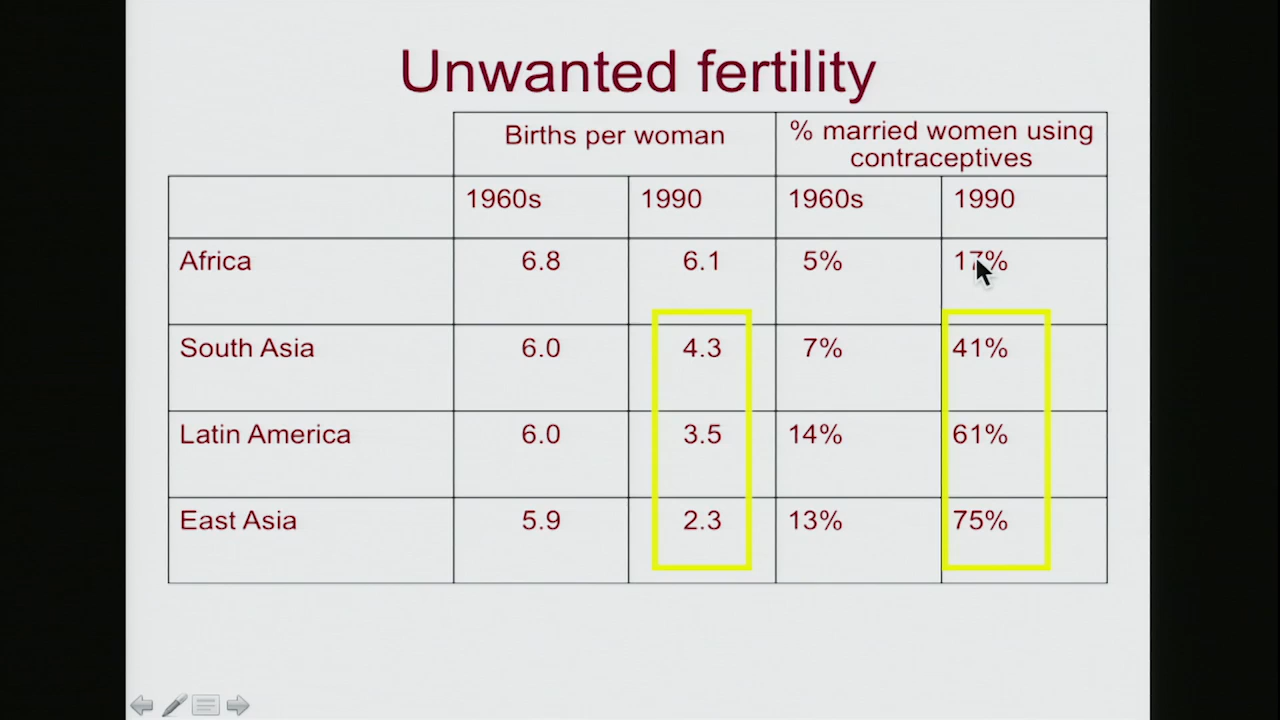 Unwanted fertility
Births per woman
% married women using
contraceptives
1960s 1990 1960s 1990
Africa 6.8 6.1 5% 17%
South Asia 6.0 4.3 7% 41%
Latin America 6.0 3.5 14% 61%
East Asia 5.9 2.3 13% 75%